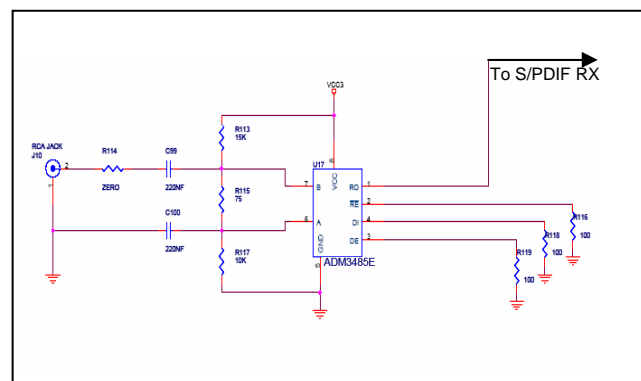 To S/PDIF RX
VCC3
RCA JACK
J10
R114
C99
R113
15K
U17
2
ZERO
220NF
8
VCC
7
B
RO
1
R115
75
RE
2
C100
6
A
DI
4
R116
1
DE
3
R118
100
220NF
R117
10K
GND
5
ADM3485E
R119
100
100